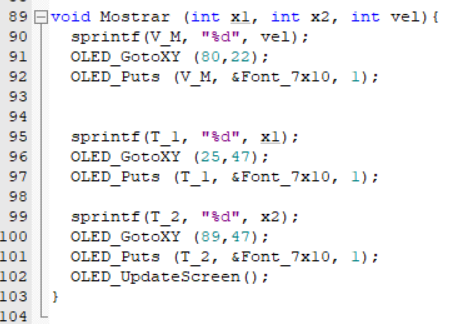 89 void Mostrar (int x1, int x2, int vel){
90 sprintf(V_M, "%d", vel);
91 OLED_GotoXY (80,22);
92 OLED_Puts (V_M, &Font_7x10, 1);
93
94
95 sprintf(T_1, "%d", x1);
96 OLED_GotoXY (25,47);
97 OLED_Puts (T_1, &Font_7x10, 1);
98
99 sprintf(T_2, "%d", x2);
100 OLED_GotoXY (89,47);
101 OLED_Puts (T_2, &Font_7x10, 1);
102 OLED_UpdateScreen();
103 }
104